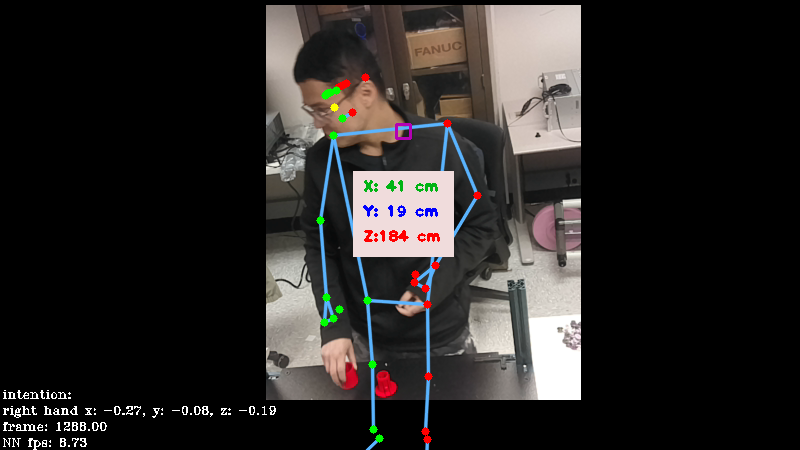 FANUC
X: 41 cm
Y: 19 cm
Z:184 cm
intention:
right hand x: -0.27, y: -0.08, z: -0.19
frame: 1288.00
NN fps: 8.73